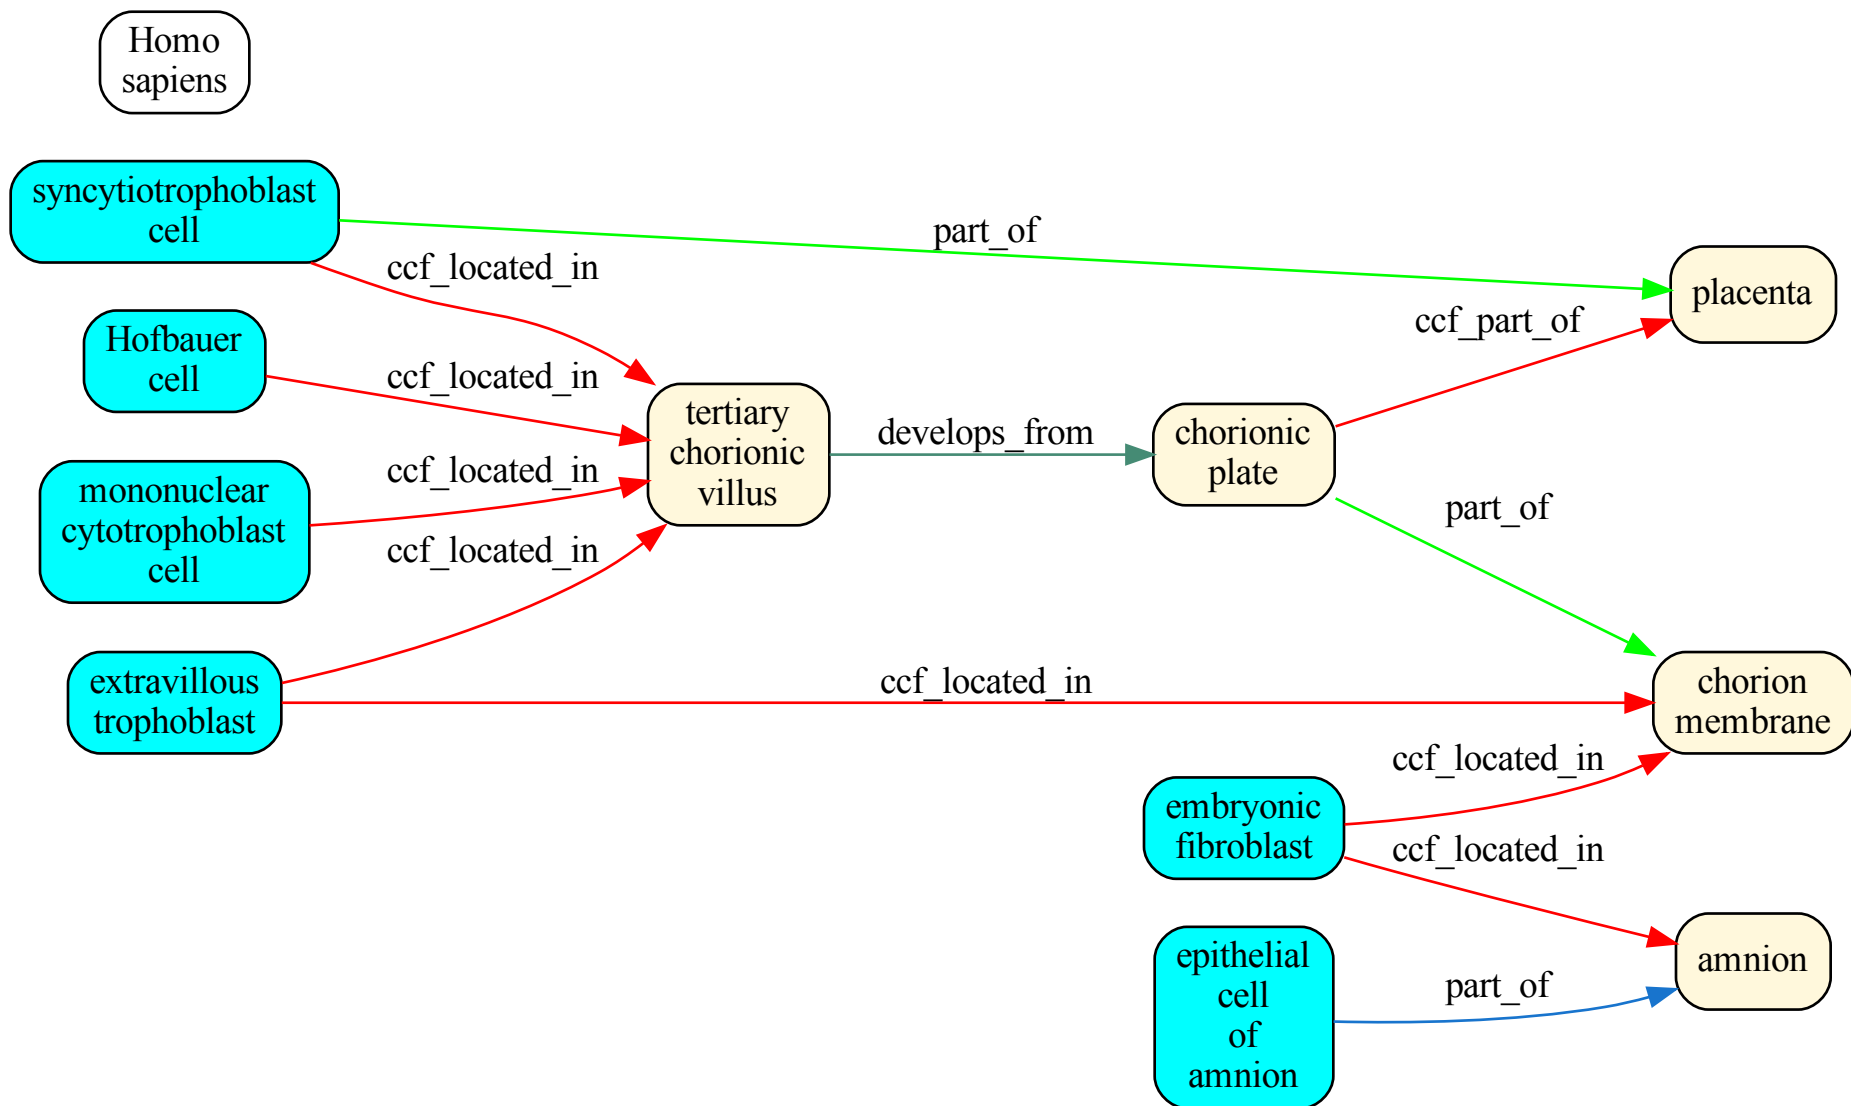 Homo
sapiens
syncytiotrophoblast
cell
part_of
ccf_located_in
placenta
Hofbauer
cell
ccf_located_in
ccf_part_of
tertiary
chorionic
villus
develops_from
chorionic
plate
mononuclear
cytotrophoblast
cell
ccf_located_in
ccf_located_in
part_of
extravillous
trophoblast
ccf_located_in
chorion
membrane
embryonic
fibroblast
ccf_located_in
ccf_located_in
epithelial
cell
of
amnion
part_of
amnion